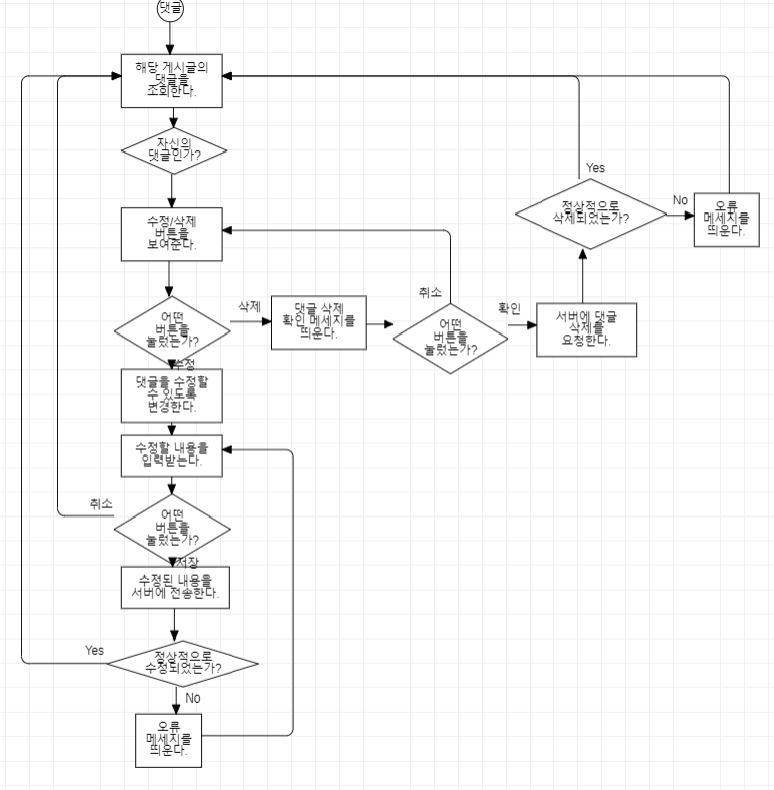 댓글
해당 게시글의
댓글을
조회한다.
자신의
댓글인가?
수정/삭제
버튼을
보여준다.
어떤
버튼을
눌렀는가?
삭제
댓글 삭제
확인 메세지를
띄운다.
취소
어떤
버튼을
눌렀는가?
확인
서버에 댓글
삭제를
요청한다.
Yes
정상적으로
삭제되었는가?
No
오류
메세지를
띄운다.
수정
댓글을 수정할
수 있도록
변경한다.
수정할 내용을
입력받는다.
취소
어떤
버튼을
눌렀는가?
저장
수정된 내용을
서버에 전송한다.
Yes
정상적으로
수정되었는가?
No
오류
메세지를
띄운다.